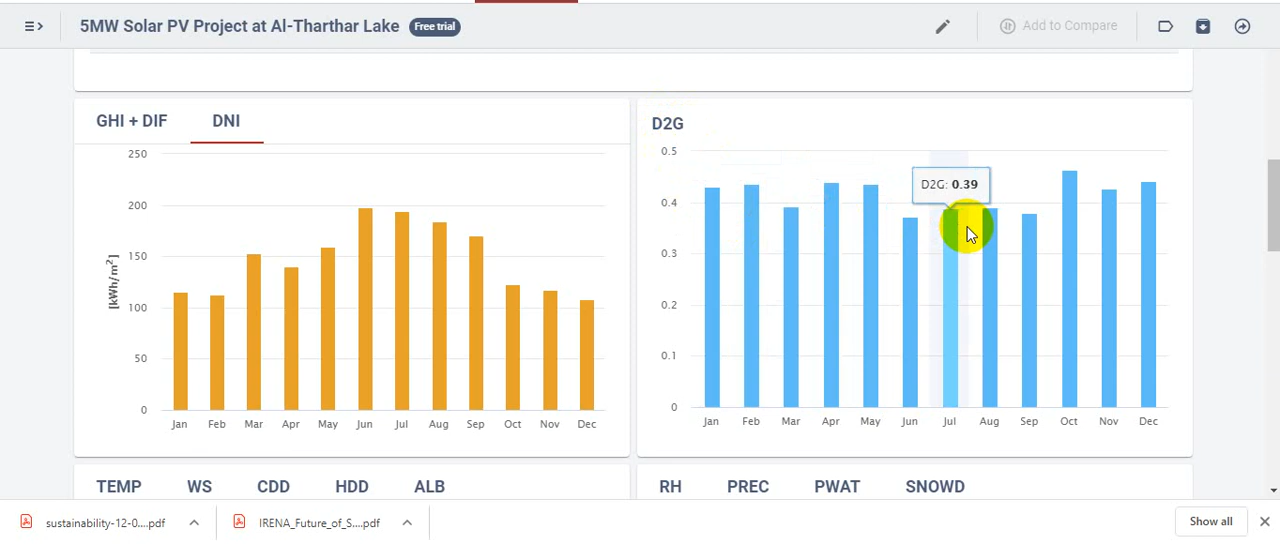 5MW Solar PV Project at Al-Tharthar Lake Free trial Add to Compare
GHI + DIF DNI
250
200
150
100
50
0
[kWh/m²]
Jan Feb Mar Apr May Jun Jul Aug Sep Oct Nov Dec
D2G
0.5
0.4
0.3
0.2
0.1
0
D2G: 0.39
Jan Feb Mar Apr May Jun Jul Aug Sep Oct Nov Dec
TEMP WS CDD HDD ALB
RH PREC PWAT SNOWD
sustainability-12-0....pdf IRENA_Future_of_S....pdf Show all